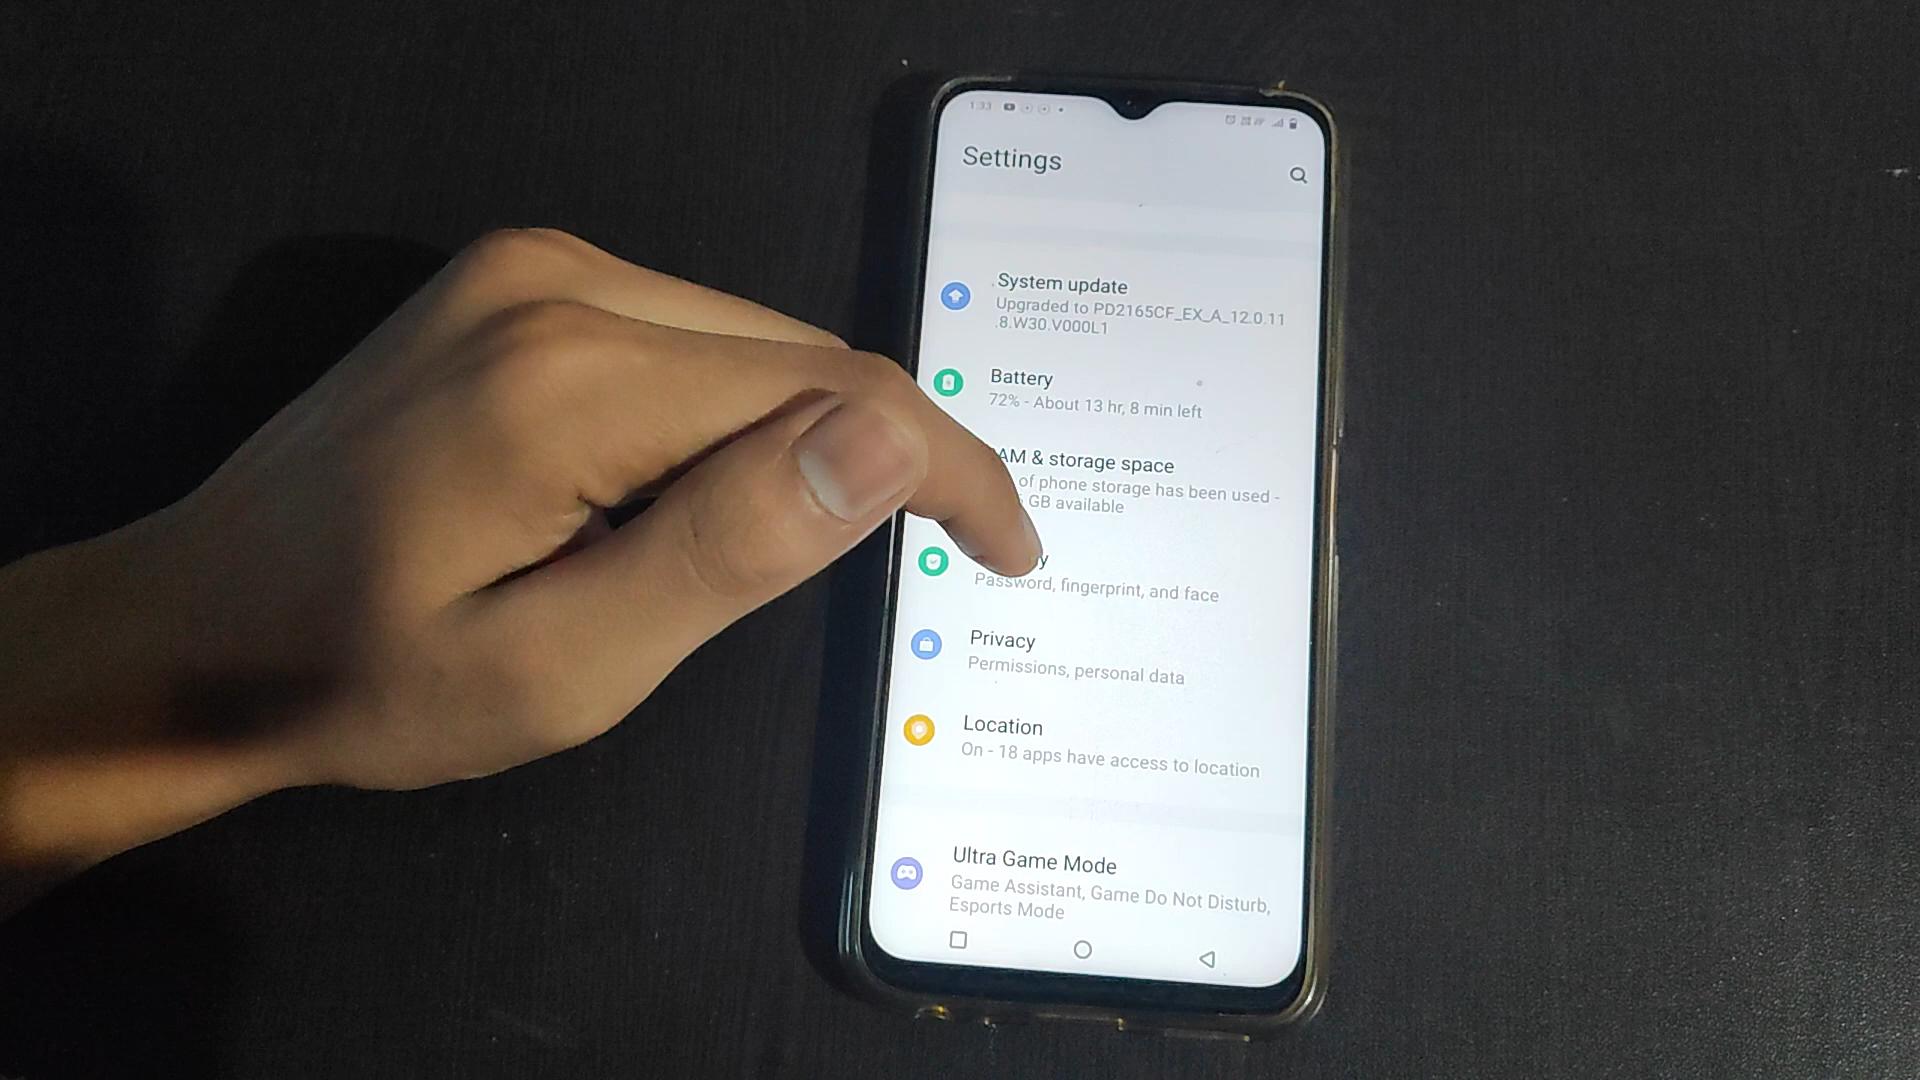 1:33
Settings
System update
Upgraded to PD2165CF_EX_A_12.0.11
.8.W30.V000L1
Battery
72% - About 13 hr, 8 min left
AM & storage space
of phone storage has been used -
GB available
y
Password, fingerprint, and face
Privacy
Permissions, personal data
Location
On - 18 apps have access to location
Ultra Game Mode
Game Assistant, Game Do Not Disturb,
Esports Mode